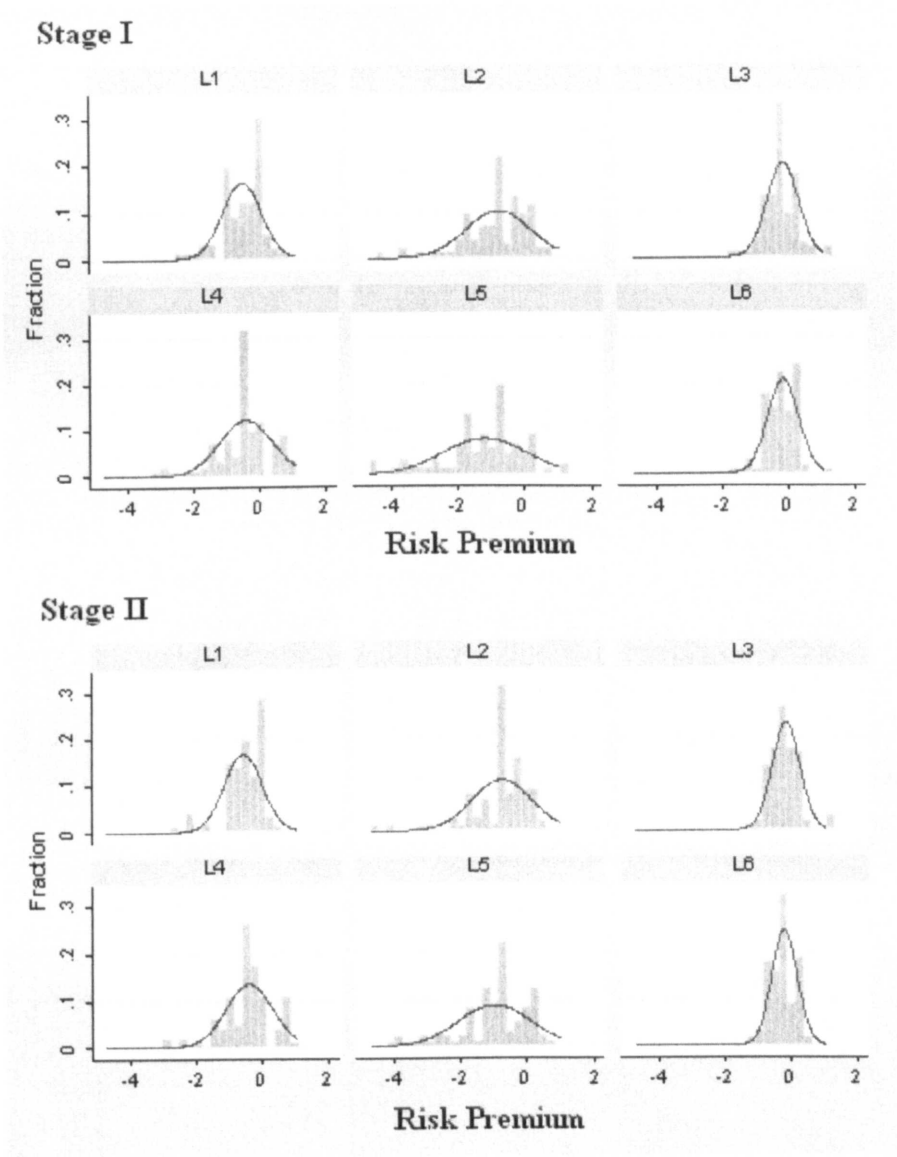 Stage I
L1 L2 L3
.3
.2
.1
0
L4 L5 L6
.3
.2
.1
0
Fraction
-4 -2 0 2 -4 -2 0 2 -4 -2 0 2
Risk Premium
Stage II
L1 L2 L3
.3
.2
.1
0
L4 L5 L6
.3
.2
.1
0
Fraction
-4 -2 0 2 -4 -2 0 2 -4 -2 0 2
Risk Premium